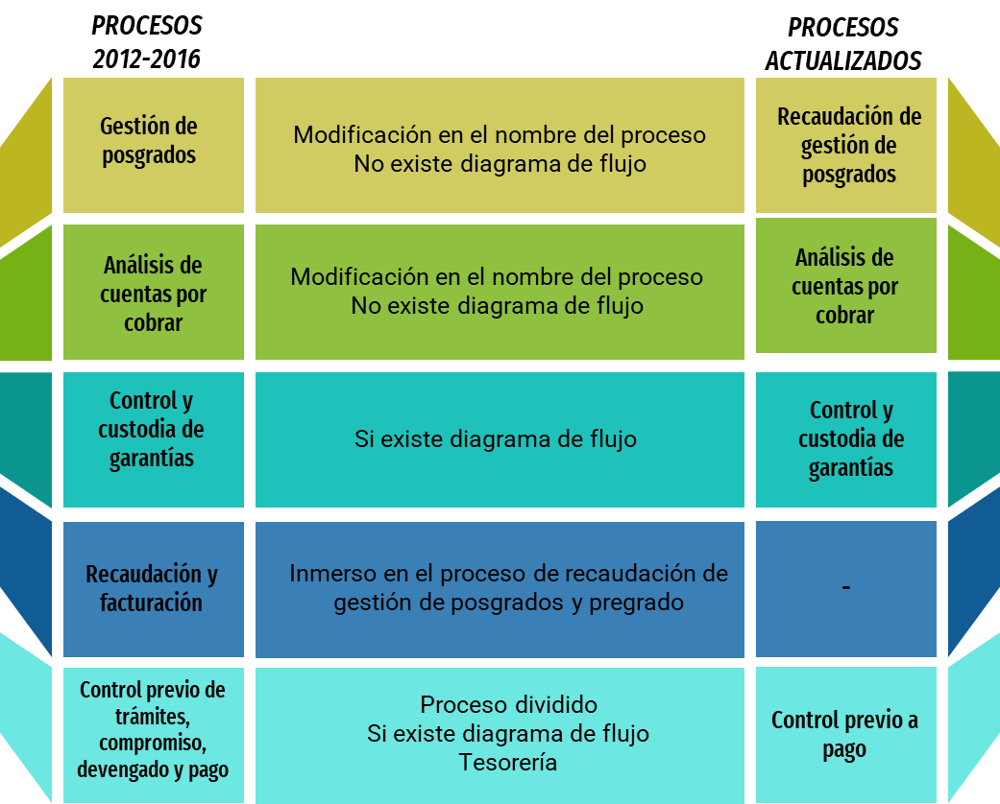 PROCESOS
2012-2016
PROCESOS
ACTUALIZADOS
Gestión de
posgrados
Modificación en el nombre del proceso
No existe diagrama de flujo
Recaudación de
gestión de
posgrados
Análisis de
cuentas por
cobrar
Modificación en el nombre del proceso
No existe diagrama de flujo
Análisis de
cuentas por
cobrar
Control y
custodia de
garantías
Si existe diagrama de flujo
Control y
custodia de
garantías
Recaudación y
facturación
Inmerso en el proceso de recaudación de
gestión de posgrados y pregrado
-
Control previo de
trámites,
compromiso,
devengado y pago
Proceso dividido
Si existe diagrama de flujo
Tesorería
Control previo a
pago